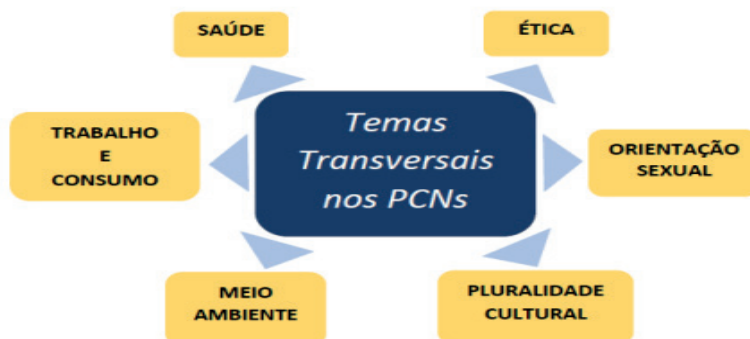 SAÚDE
ÉTICA
TRABALHO
E
CONSUMO
Temas
Transversais
nos PCNs
ORIENTAÇÃO
SEXUAL
MEIO
AMBIENTE
PLURALIDADE
CULTURAL